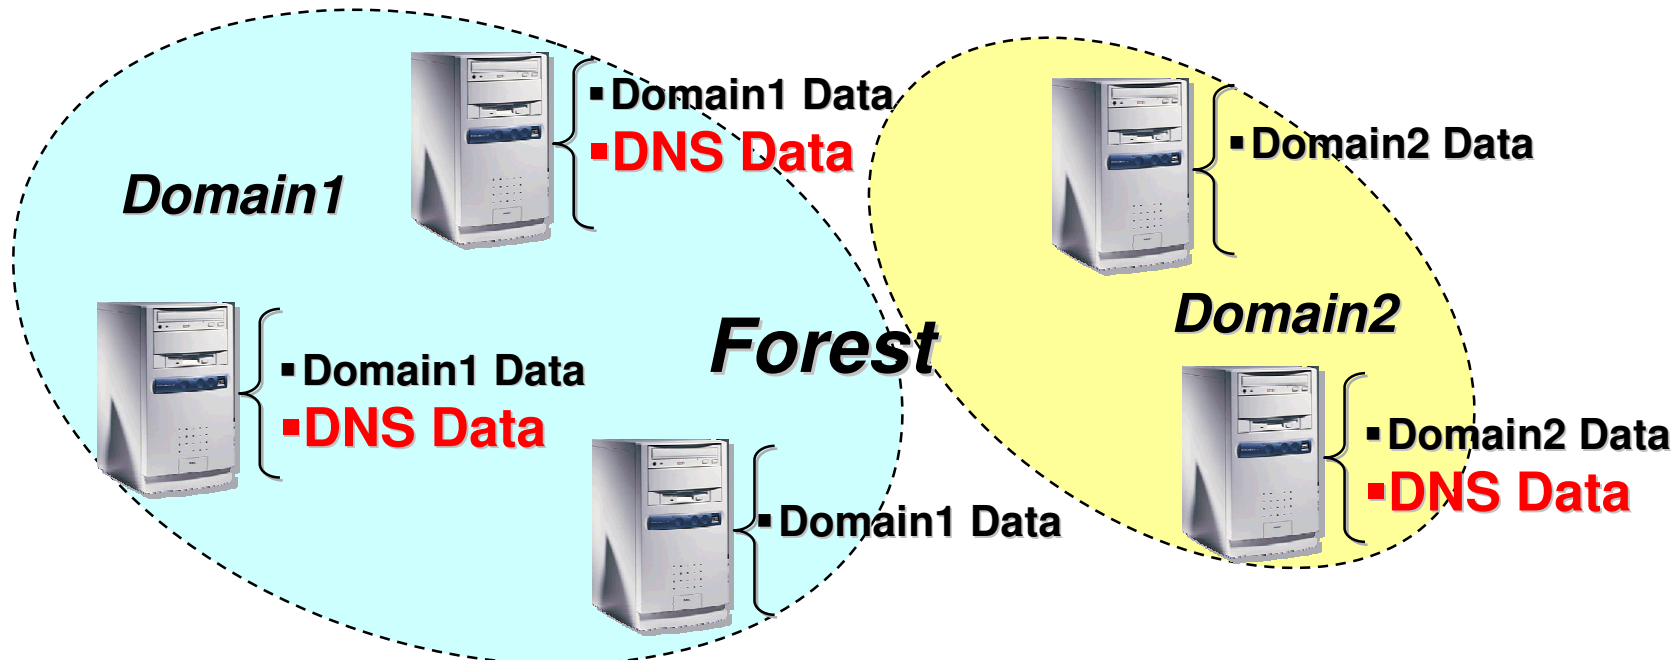 ▪Domain1 Data
▪DNS Data
Domain1
▪Domain1 Data
▪DNS Data
Forest
▪Domain1 Data
▪Domain2 Data
Domain2
▪Domain2 Data
▪DNS Data